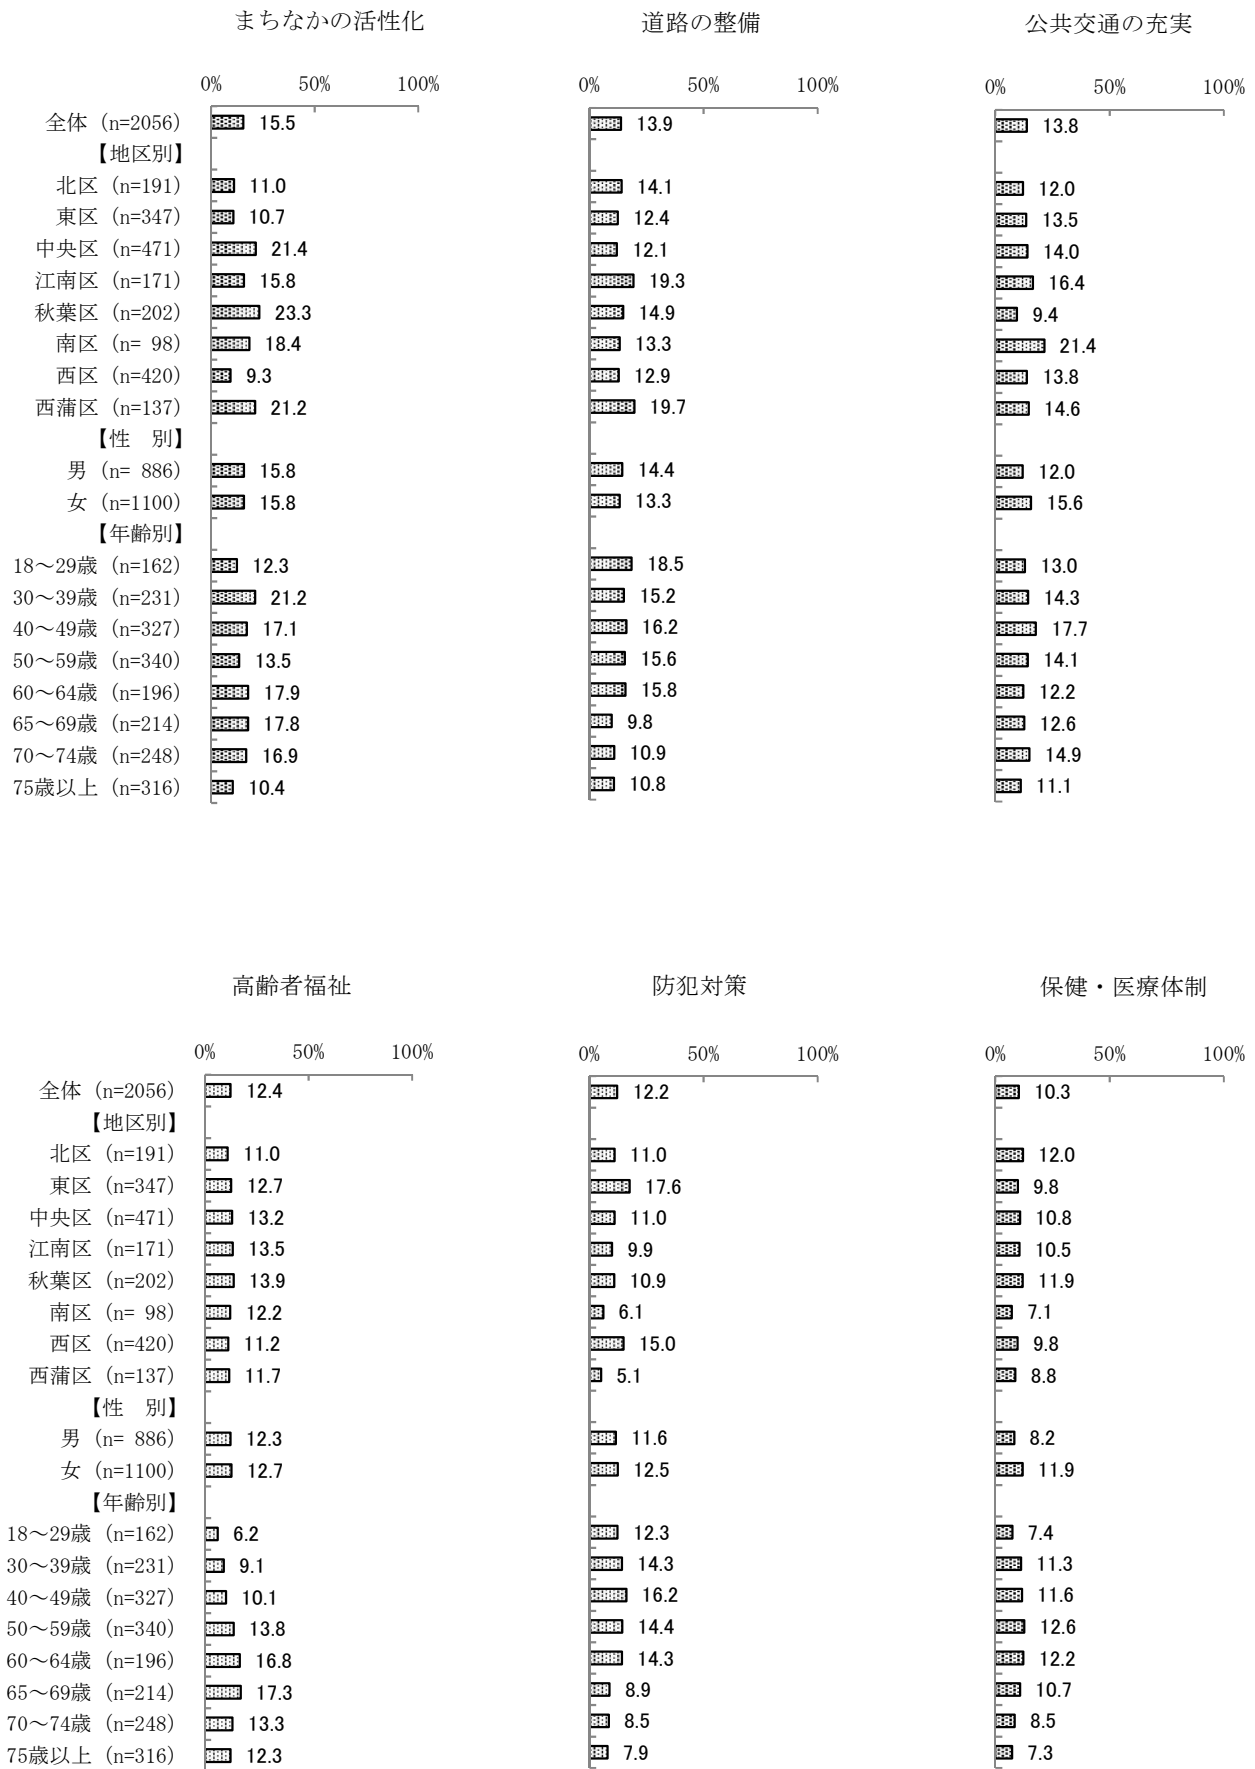 まちなかの活性化 道路の整備 公共交通の充実
0% 50% 100% 0% 50% 100% 0% 50% 100%
全体 (n=2056) 15.5 13.9 13.8
【地区別】
北区 (n=191) 11.0 14.1 12.0
東区 (n=347) 10.7 12.4 13.5
中央区 (n=471) 21.4 12.1 14.0
江南区 (n=171) 15.8 19.3 16.4
秋葉区 (n=202) 23.3 14.9 9.4
南区 (n= 98) 18.4 13.3 21.4
西区 (n=420) 9.3 12.9 13.8
西蒲区 (n=137) 21.2 19.7 14.6
【性　別】
男 (n= 886) 15.8 14.4 12.0
女 (n=1100) 15.8 13.3 15.6
【年齢別】
18～29歳 (n=162) 12.3 18.5 13.0
30～39歳 (n=231) 21.2 15.2 14.3
40～49歳 (n=327) 17.1 16.2 17.7
50～59歳 (n=340) 13.5 15.6 14.1
60～64歳 (n=196) 17.9 15.8 12.2
65～69歳 (n=214) 17.8 9.8 12.6
70～74歳 (n=248) 16.9 10.9 14.9
75歳以上 (n=316) 10.4 10.8 11.1
高齢者福祉 防犯対策 保健・医療体制
0% 50% 100% 0% 50% 100% 0% 50% 100%
全体 (n=2056) 12.4 12.2 10.3
【地区別】
北区 (n=191) 11.0 11.0 12.0
東区 (n=347) 12.7 17.6 9.8
中央区 (n=471) 13.2 11.0 10.8
江南区 (n=171) 13.5 9.9 10.5
秋葉区 (n=202) 13.9 10.9 11.9
南区 (n= 98) 12.2 6.1 7.1
西区 (n=420) 11.2 15.0 9.8
西蒲区 (n=137) 11.7 5.1 8.8
【性　別】
男 (n= 886) 12.3 11.6 8.2
女 (n=1100) 12.7 12.5 11.9
【年齢別】
18～29歳 (n=162) 6.2 12.3 7.4
30～39歳 (n=231) 9.1 14.3 11.3
40～49歳 (n=327) 10.1 16.2 11.6
50～59歳 (n=340) 13.8 14.4 12.6
60～64歳 (n=196) 16.8 14.3 12.2
65～69歳 (n=214) 17.3 8.9 10.7
70～74歳 (n=248) 13.3 8.5 8.5
75歳以上 (n=316) 12.3 7.9 7.3